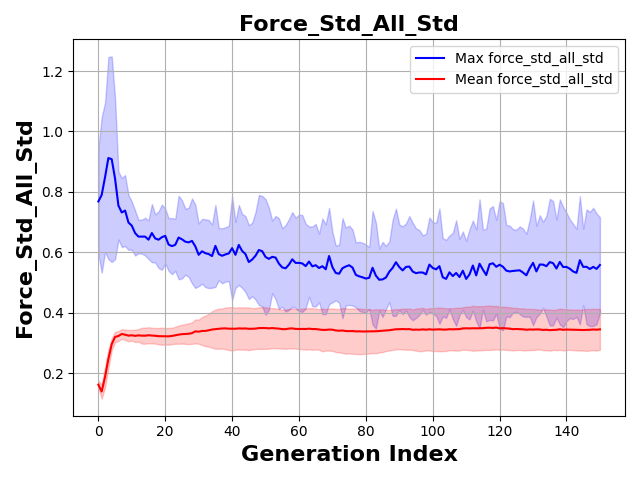 Force_Std_All_Std
Max force_std_all_std
Mean force_std_all_std
Force_Std_All_Std
1.2
1.0
0.8
0.6
0.4
0.2
0 20 40 60 80 100 120 140
Generation Index